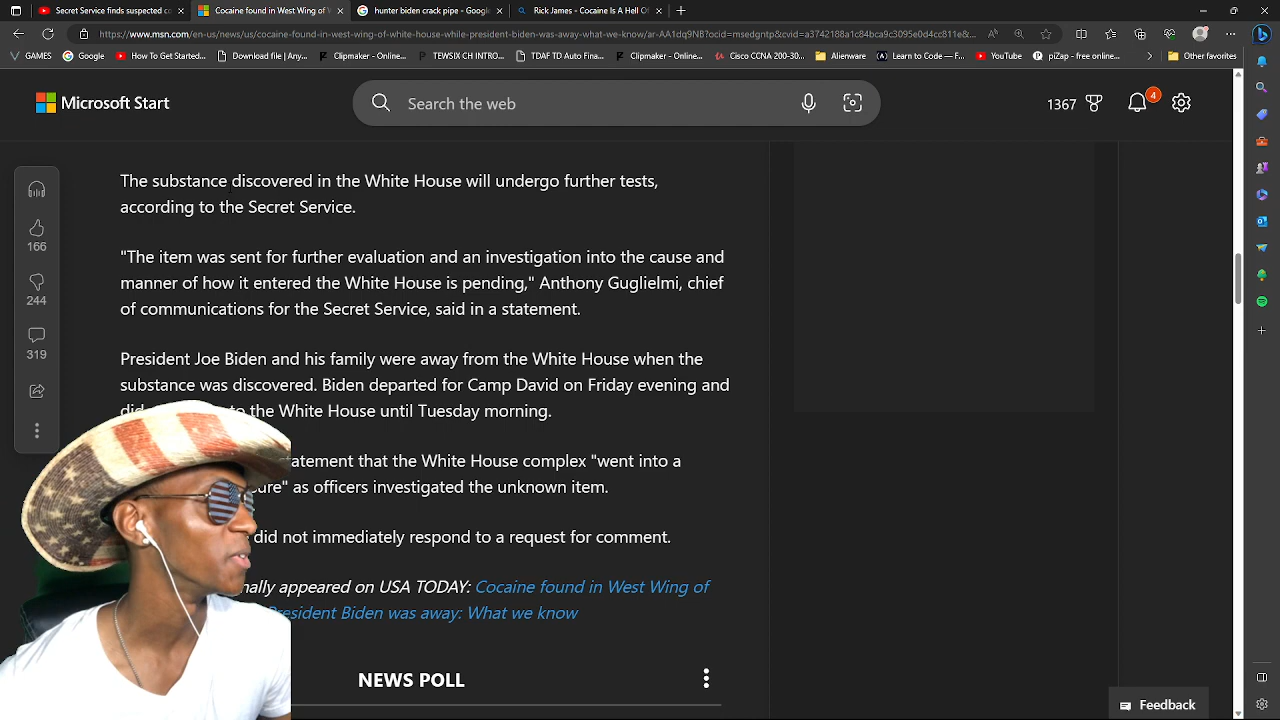 Secret Service finds suspected co
Cocaine found in West Wing of V
hunter biden crack pipe - Google
Rick James - Cocaine Is A Hell Of
https://www.msn.com/en-us/news/us/cocaine-found-in-west-wing-of-white-house-while-president-biden-was-away-what-we-know/ar-AA1dq9NB?ocid=msedgntp&cvid=a3742188a1c84bca9c3095e0d4cc811e&...
GAMES
Google
How To Get Started...
Download file | iLo...
Clipmaker - Online...
TEWSIX CH INTRO...
TDAF TD Auto Fina...
Clipmaker - Online...
Cisco CCNA 200-30...
Alienware
Learn to Code — F...
YouTube
piZap - free online...
Other favorites
Microsoft Start
Search the web
1367
4
The substance discovered in the White House will undergo further tests,
according to the Secret Service.
166
"The item was sent for further evaluation and an investigation into the cause and
manner of how it entered the White House is pending," Anthony Guglielmi, chief
244
of communications for the Secret Service, said in a statement.
319
President Joe Biden and his family were away from the White House when the
substance was discovered. Biden departed for Camp David on Friday evening and
the White House until Tuesday morning.
atement that the White House complex "went into a
ure" as officers investigated the unknown item.
did not immediately respond to a request for comment.
nally appeared on USA TODAY: Cocaine found in West Wing of
President Biden was away: What we know
NEWS POLL
Feedback